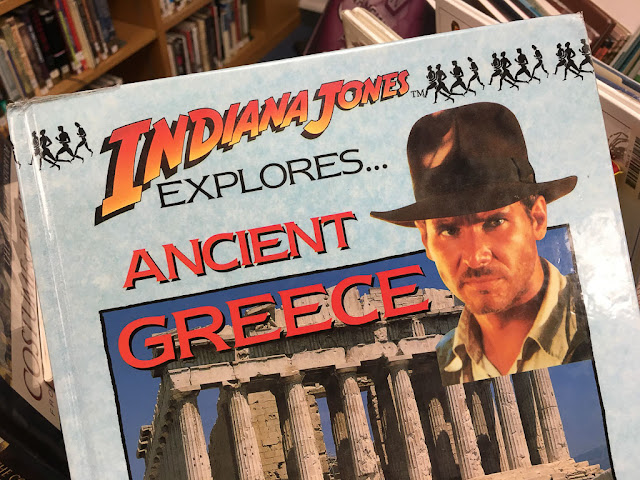 INDIANA JONES™
EXPLORES...
ANCIENT
GREECE